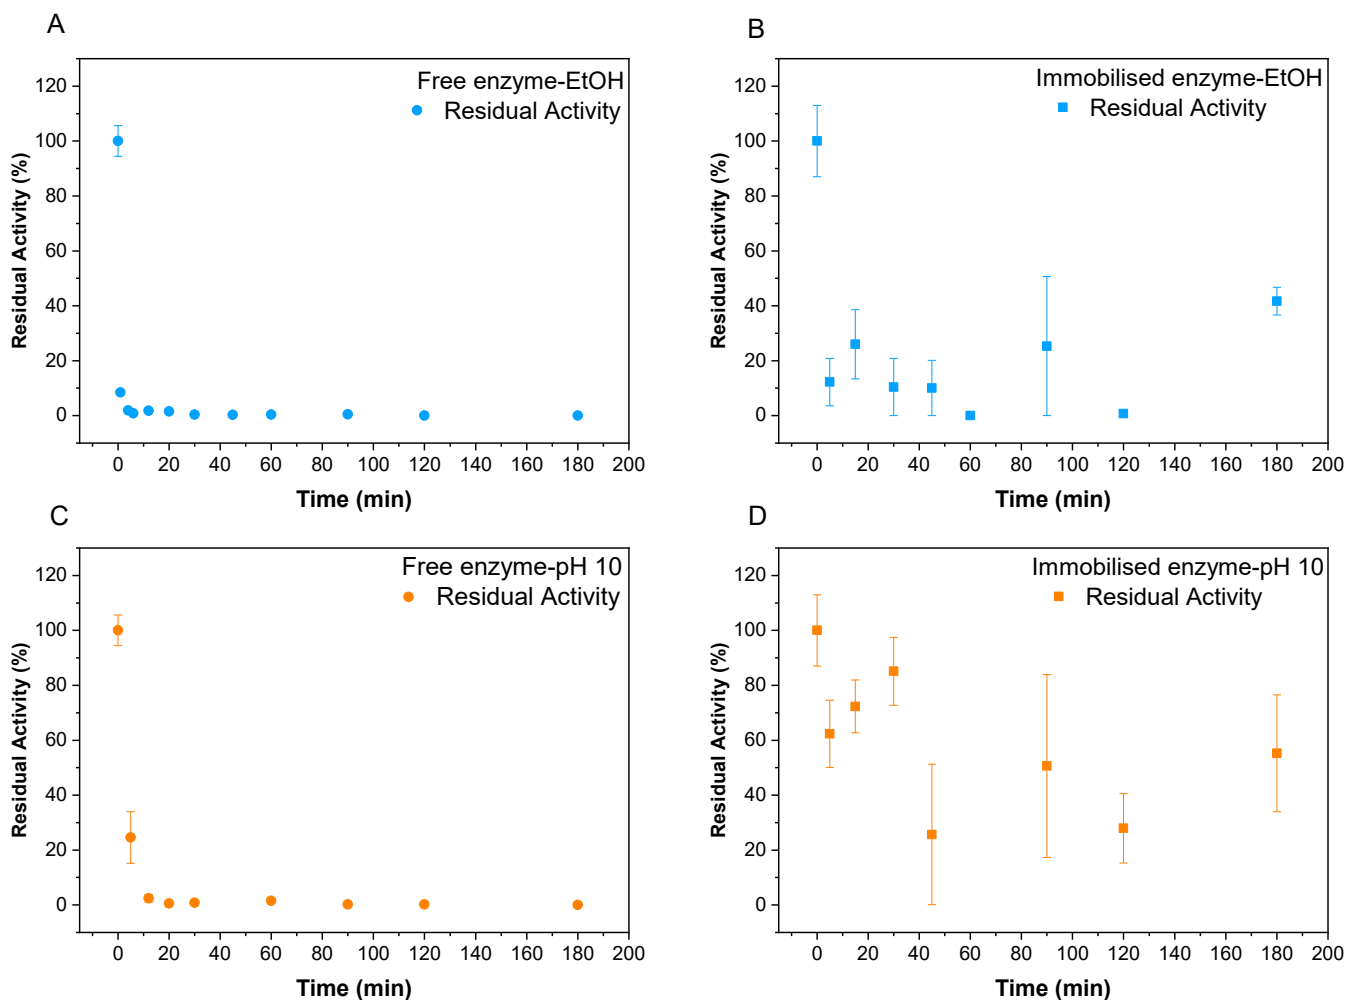 A
Free enzyme-EtOH
Residual Activity
Residual Activity (%)
120
100
80
60
40
20
0
0 20 40 60 80 100 120 140 160 180 200
Time (min)
B
Immobilised enzyme-EtOH
Residual Activity
Residual Activity (%)
120
100
80
60
40
20
0
0 20 40 60 80 100 120 140 160 180 200
Time (min)
C
Free enzyme-pH 10
Residual Activity
Residual Activity (%)
120
100
80
60
40
20
0
0 20 40 60 80 100 120 140 160 180 200
Time (min)
D
Immobilised enzyme-pH 10
Residual Activity
Residual Activity (%)
120
100
80
60
40
20
0
0 20 40 60 80 100 120 140 160 180 200
Time (min)